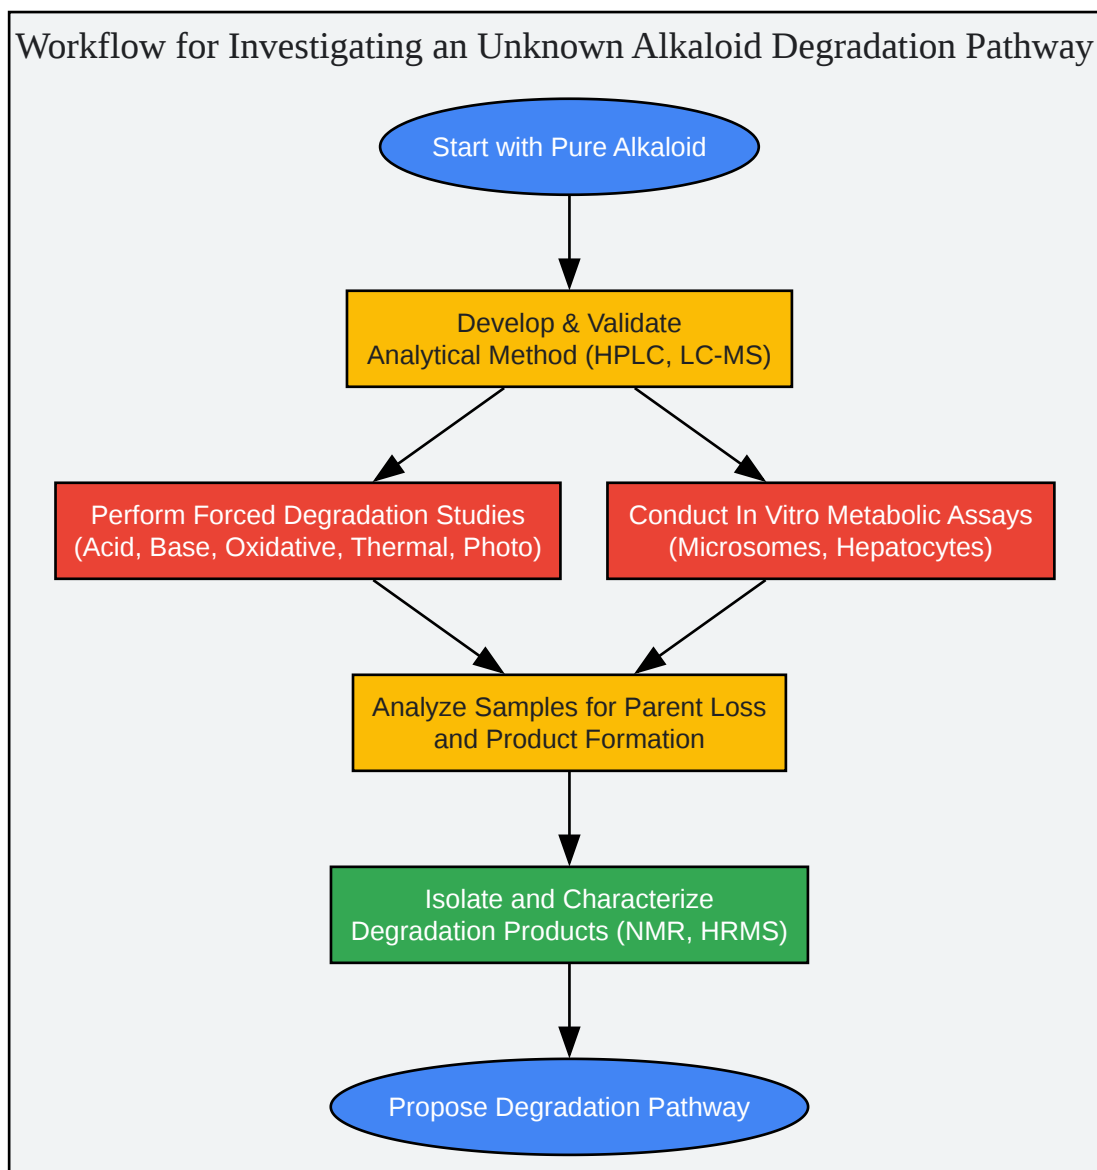 Workflow for Investigating an Unknown Alkaloid Degradation Pathway
Start with Pure Alkaloid
Develop & Validate
Analytical Method (HPLC, LC-MS)
Perform Forced Degradation Studies
(Acid, Base, Oxidative, Thermal, Photo)
Conduct In Vitro Metabolic Assays
(Microsomes, Hepatocytes)
Analyze Samples for Parent Loss
and Product Formation
Isolate and Characterize
Degradation Products (NMR, HRMS)
Propose Degradation Pathway